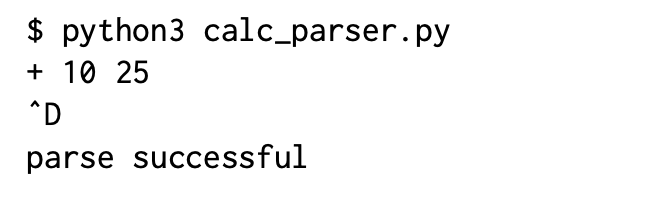 $ python3 calc_parser.py
+ 10 25
^D
parse successful